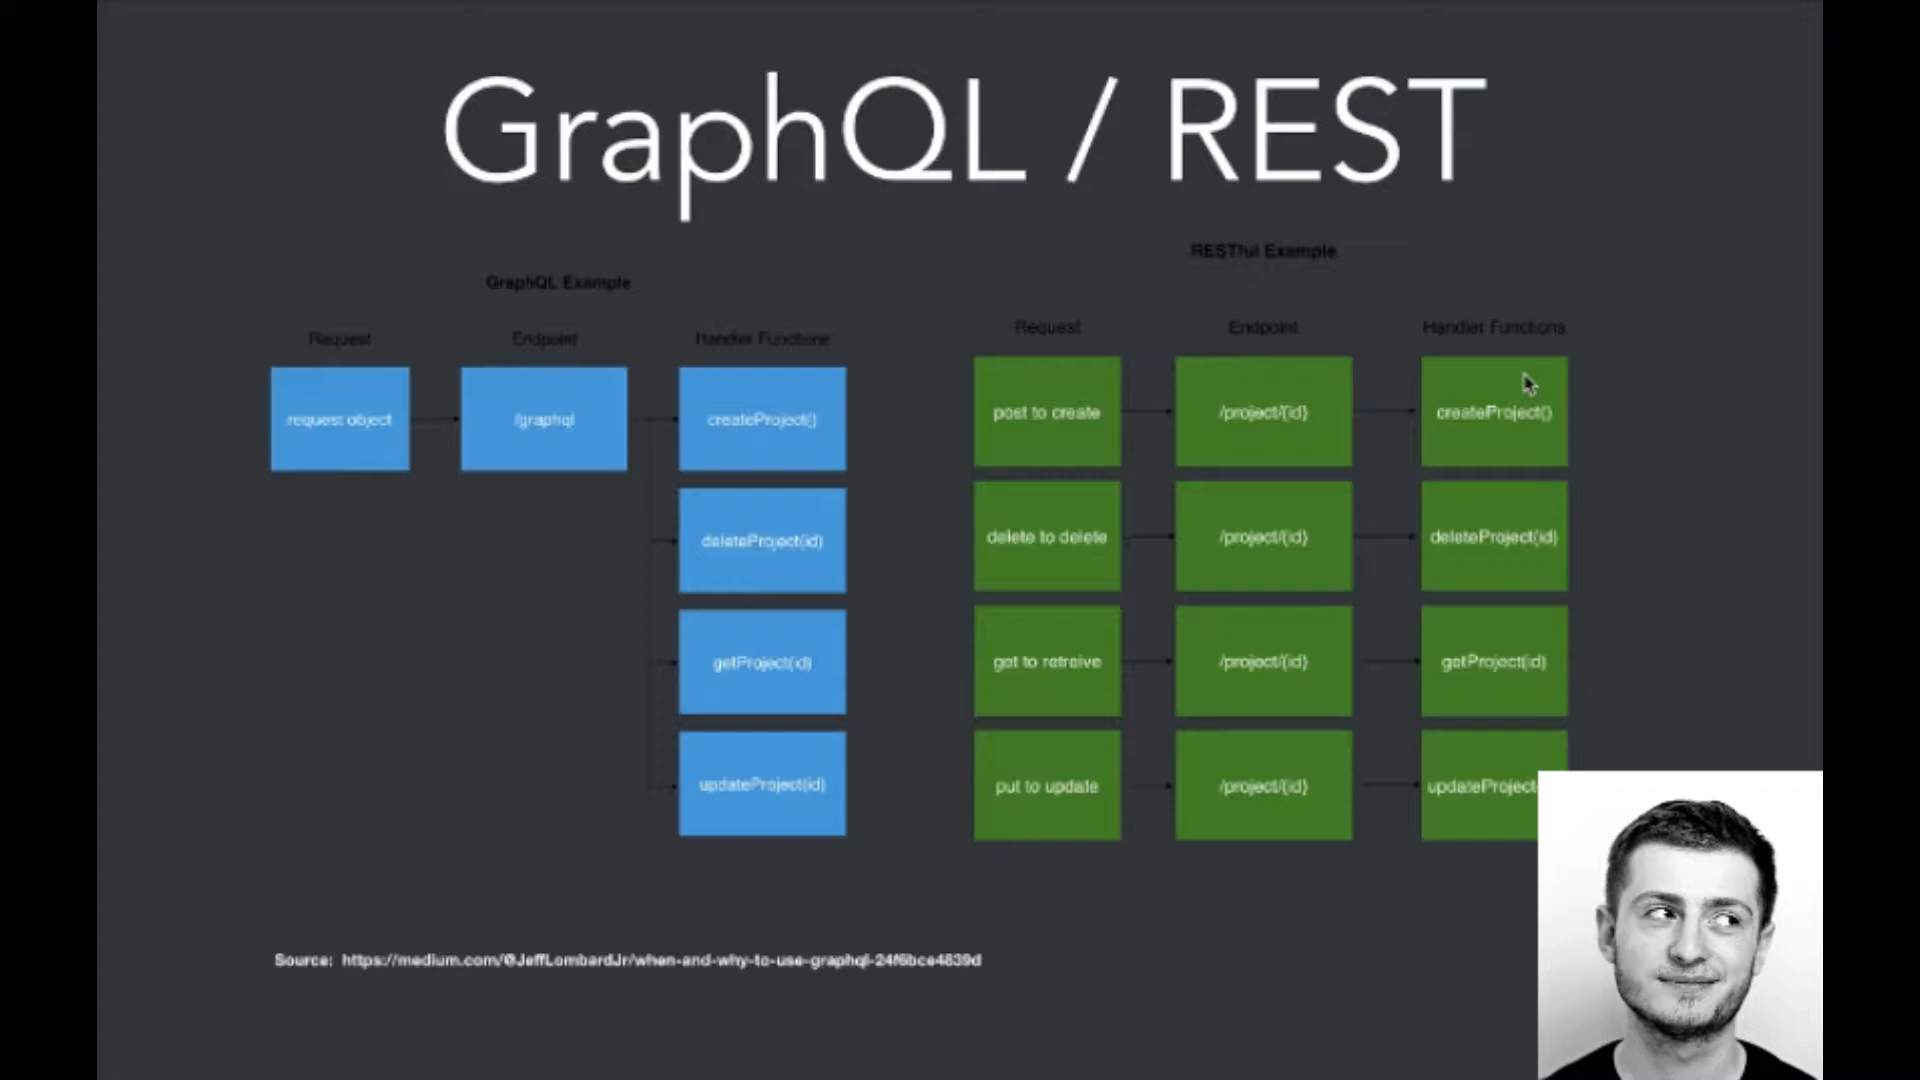 GraphQL / REST
GraphQL Example
Request Endpoint Handler Functions
request object /graphql createProject()
deleteProject(id)
getProject(id)
updateProject(id)
RESTful Example
Request Endpoint Handler Functions
post to create /project/{id} createProject()
delete to delete /project/{id} deleteProject(id)
get to retreive /project/{id} getProject(id)
put to update /project/{id} updateProject
Source: https://medium.com/@JeffLombardJr/when-and-why-to-use-graphql-24f6bce4839d